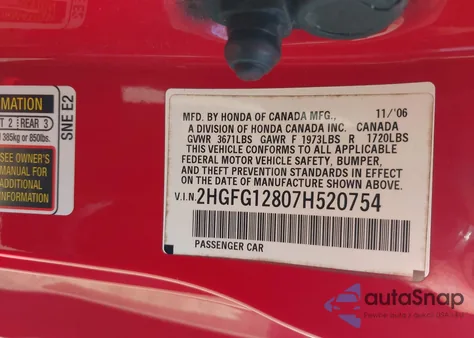 MATION
T 2 REAR 3
385kg or 850lbs.
SEE OWNER'S
MANUAL FOR
ADDITIONAL
INFORMATION
SNE E2
MFD. BY HONDA OF CANADA MFG., 11/'06
A DIVISION OF HONDA CANADA INC. CANADA
GVWR 3671LBS GAWR F 1973LBS R 1720LBS
THIS VEHICLE CONFORMS TO ALL APPLICABLE
FEDERAL MOTOR VEHICLE SAFETY, BUMPER,
AND THEFT PREVENTION STANDARDS IN EFFECT
ON THE DATE OF MANUFACTURE SHOWN ABOVE.
V.I.N. 2HGFG12807H520754
PASSENGER CAR
autoSnap